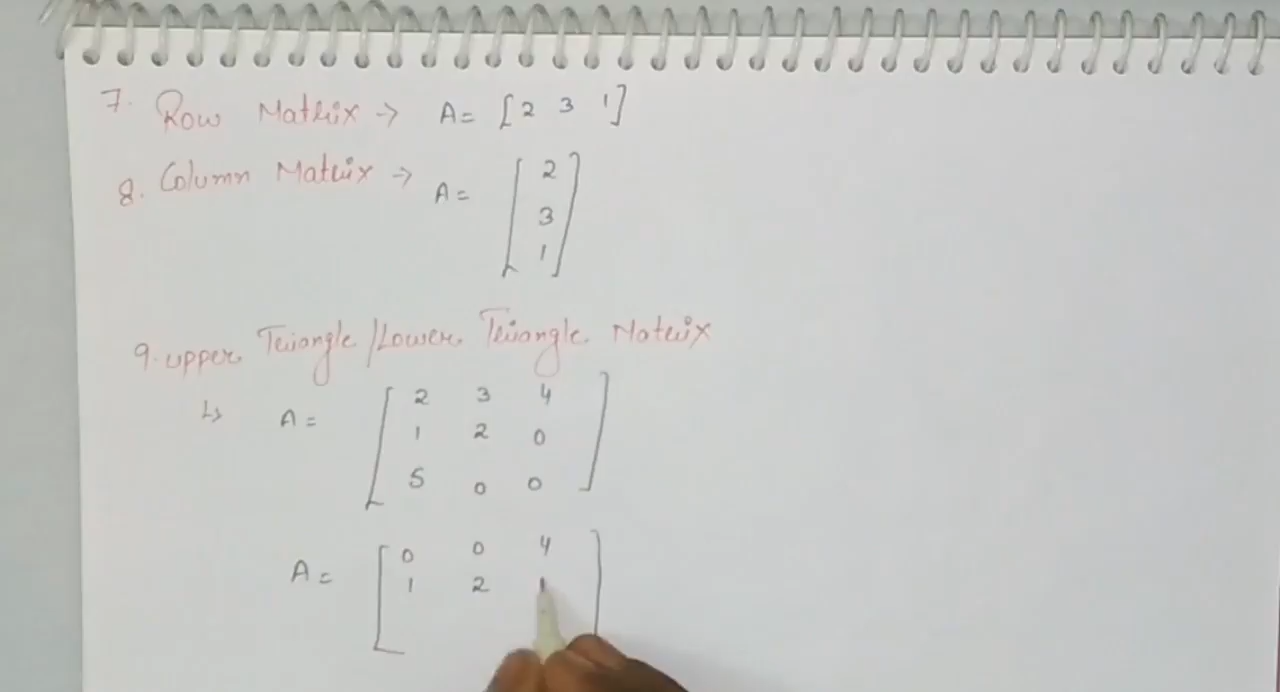 7. Row Matrix → A = [2 3 1]
8. Column Matrix → A =
2
3
1
9. upper Triangle / Lower Triangle Matrix
↳ A =
2 3 4
1 2 0
5 0 0
A =
0 0 4
1 2